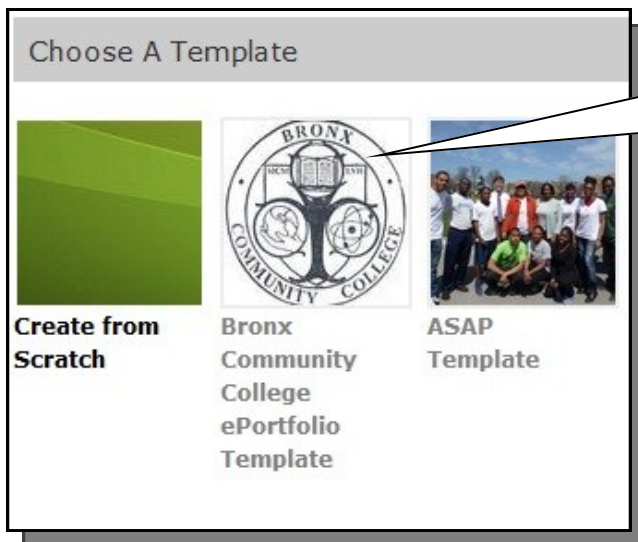 Choose A Template
BRONX
COMMUNITY COLLEGE
Create from
Scratch
Bronx
Community
College
ePortfolio
Template
ASAP
Template